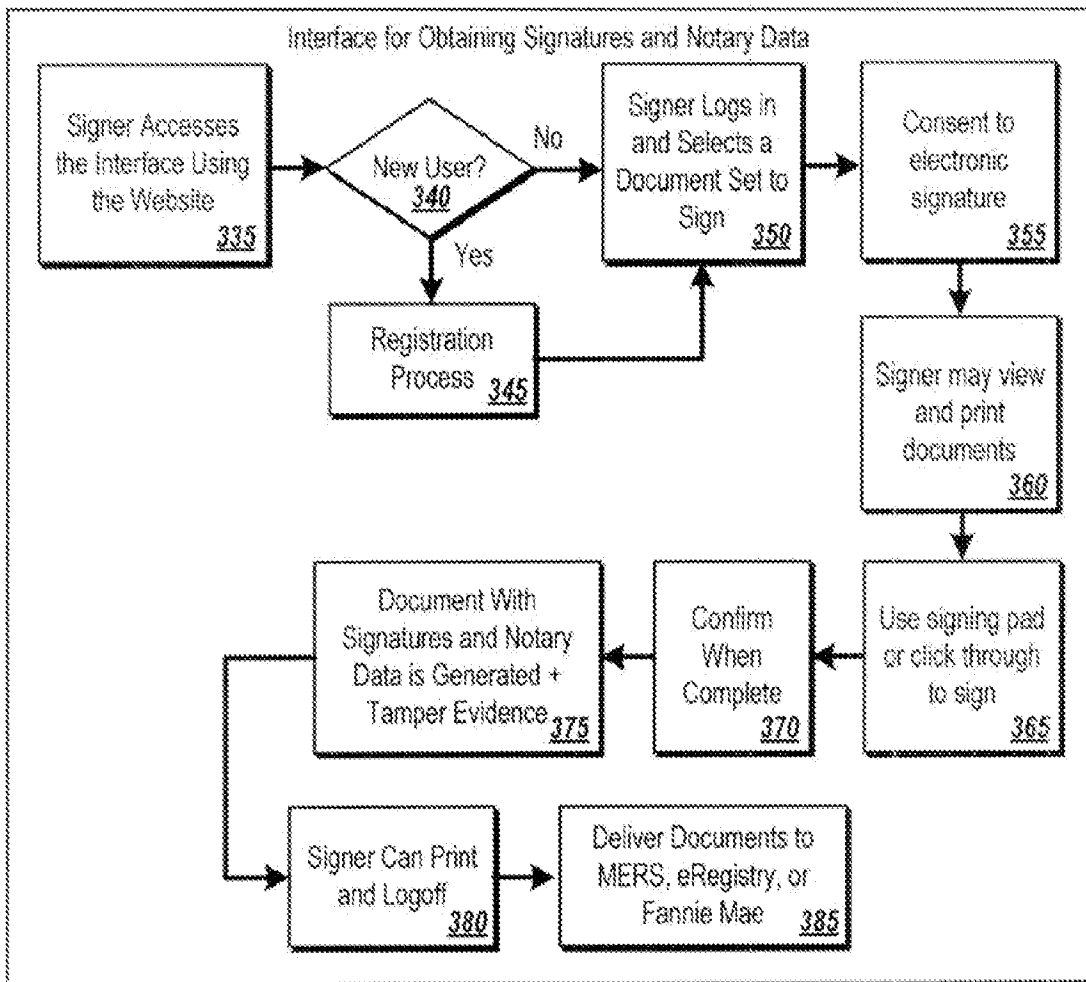 Interface for Obtaining Signatures and Notary Data
Signer Accesses
the Interface Using
the Website
335
New User?
340
No
Yes
Registration
Process
345
Signer Logs in
and Selects a
Document Set to
Sign
350
Consent to
electronic
signature
355
Signer may view
and print
documents
360
Use signing pad
or click through
to sign
365
Confirm
When
Complete
370
Document With
Signatures and Notary
Data is Generated +
Tamper Evidence
375
Signer Can Print
and Logoff
380
Deliver Documents to
MERS, eRegistry, or
Fannie Mae
385